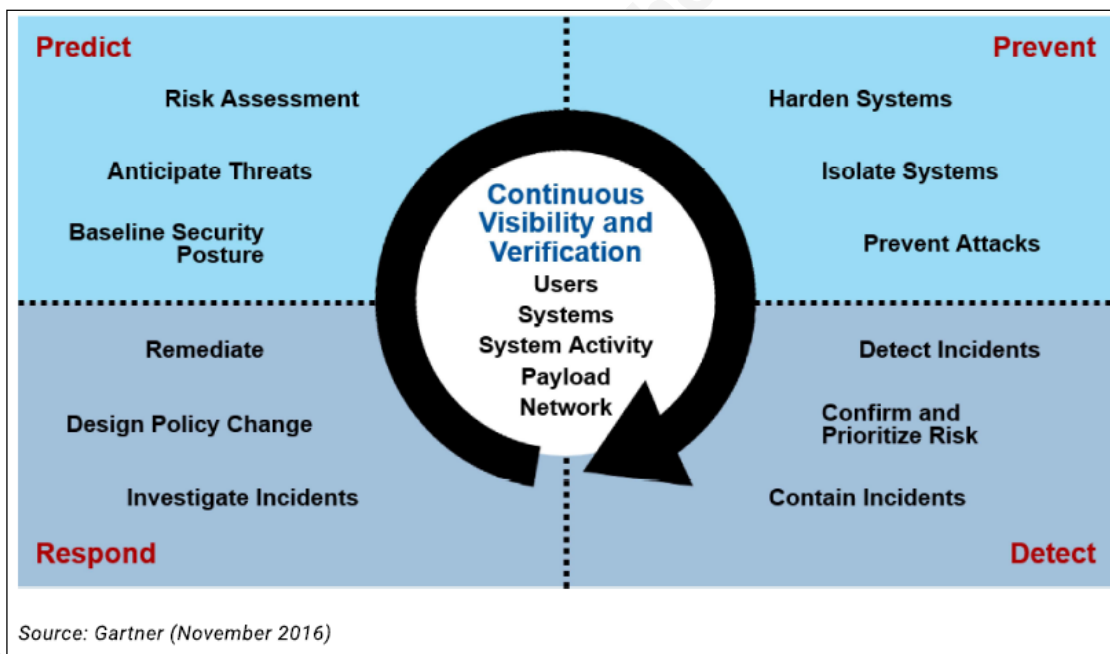 Predict
Risk Assessment
Anticipate Threats
Baseline Security
Posture
Prevent
Harden Systems
Isolate Systems
Prevent Attacks
Continuous
Visibility and
Verification
Users
Systems
System Activity
Payload
Network
Detect Incidents
Confirm and
Prioritize Risk
Contain Incidents
Detect
Remediate
Design Policy Change
Investigate Incidents
Respond
Source: Gartner (November 2016)